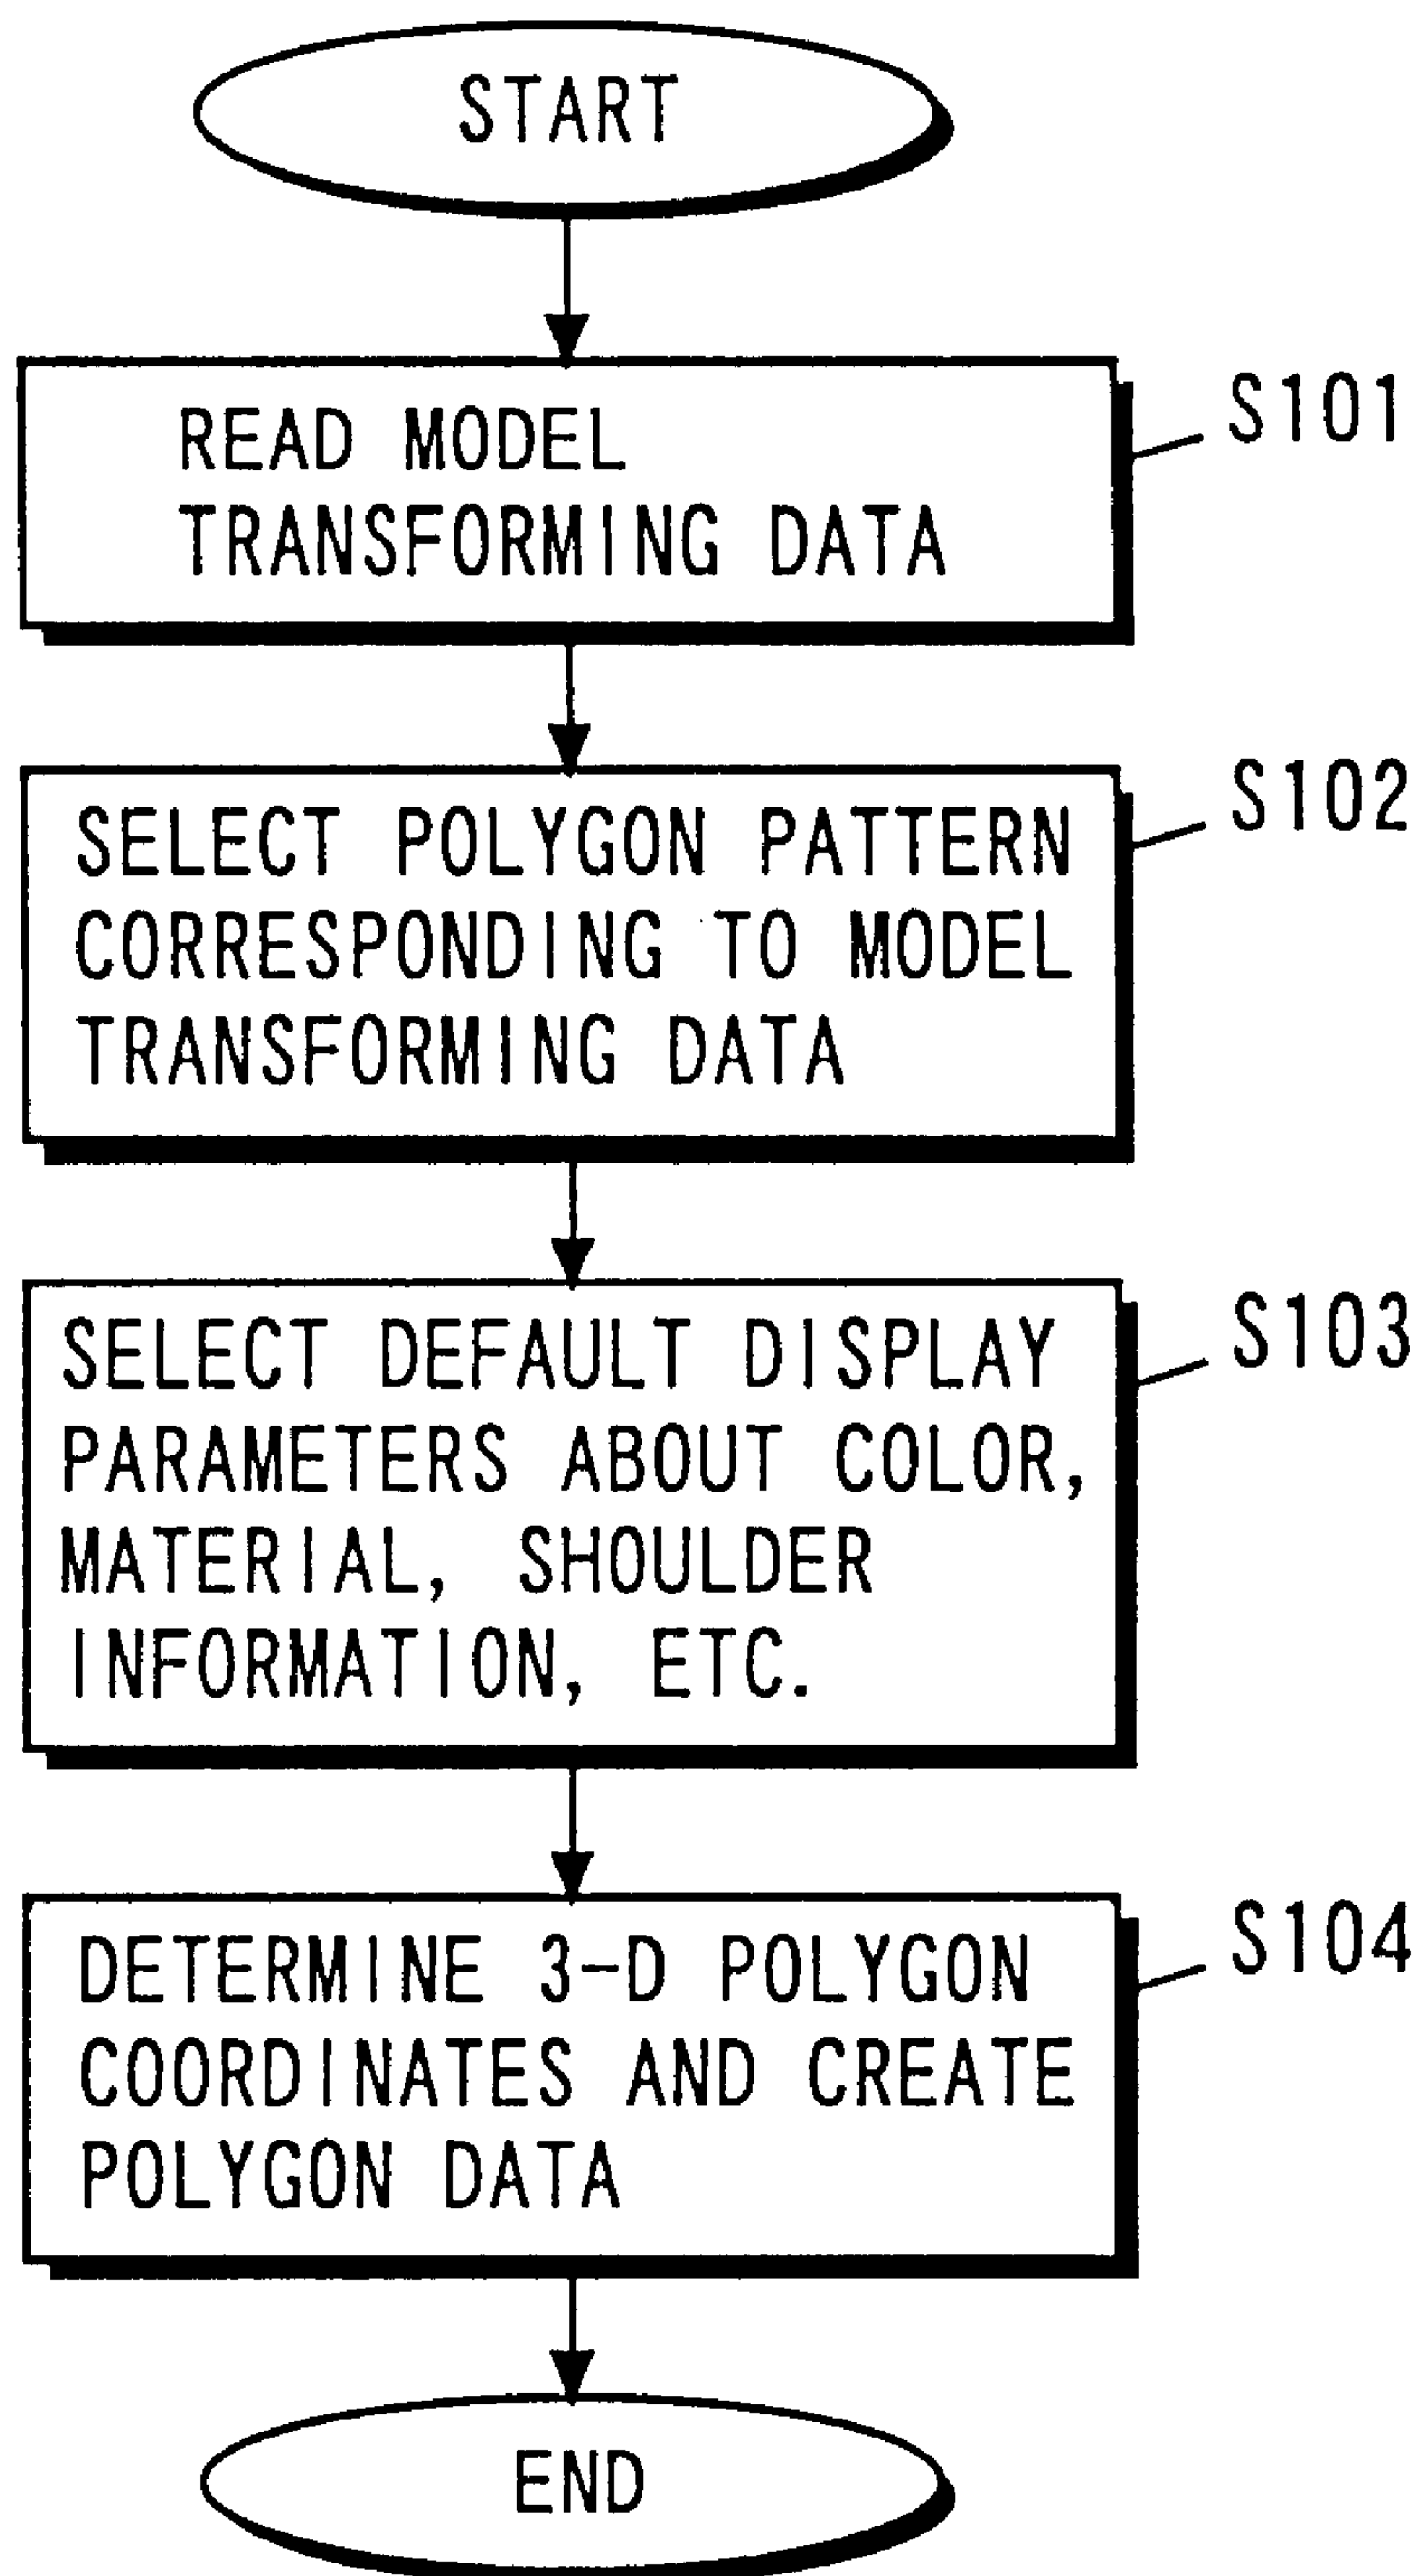 START
READ MODEL
TRANSFORMING DATA
S101
SELECT POLYGON PATTERN
CORRESPONDING TO MODEL
TRANSFORMING DATA
S102
SELECT DEFAULT DISPLAY
PARAMETERS ABOUT COLOR,
MATERIAL, SHOULDER
INFORMATION, ETC.
S103
DETERMINE 3-D POLYGON
COORDINATES AND CREATE
POLYGON DATA
S104
END